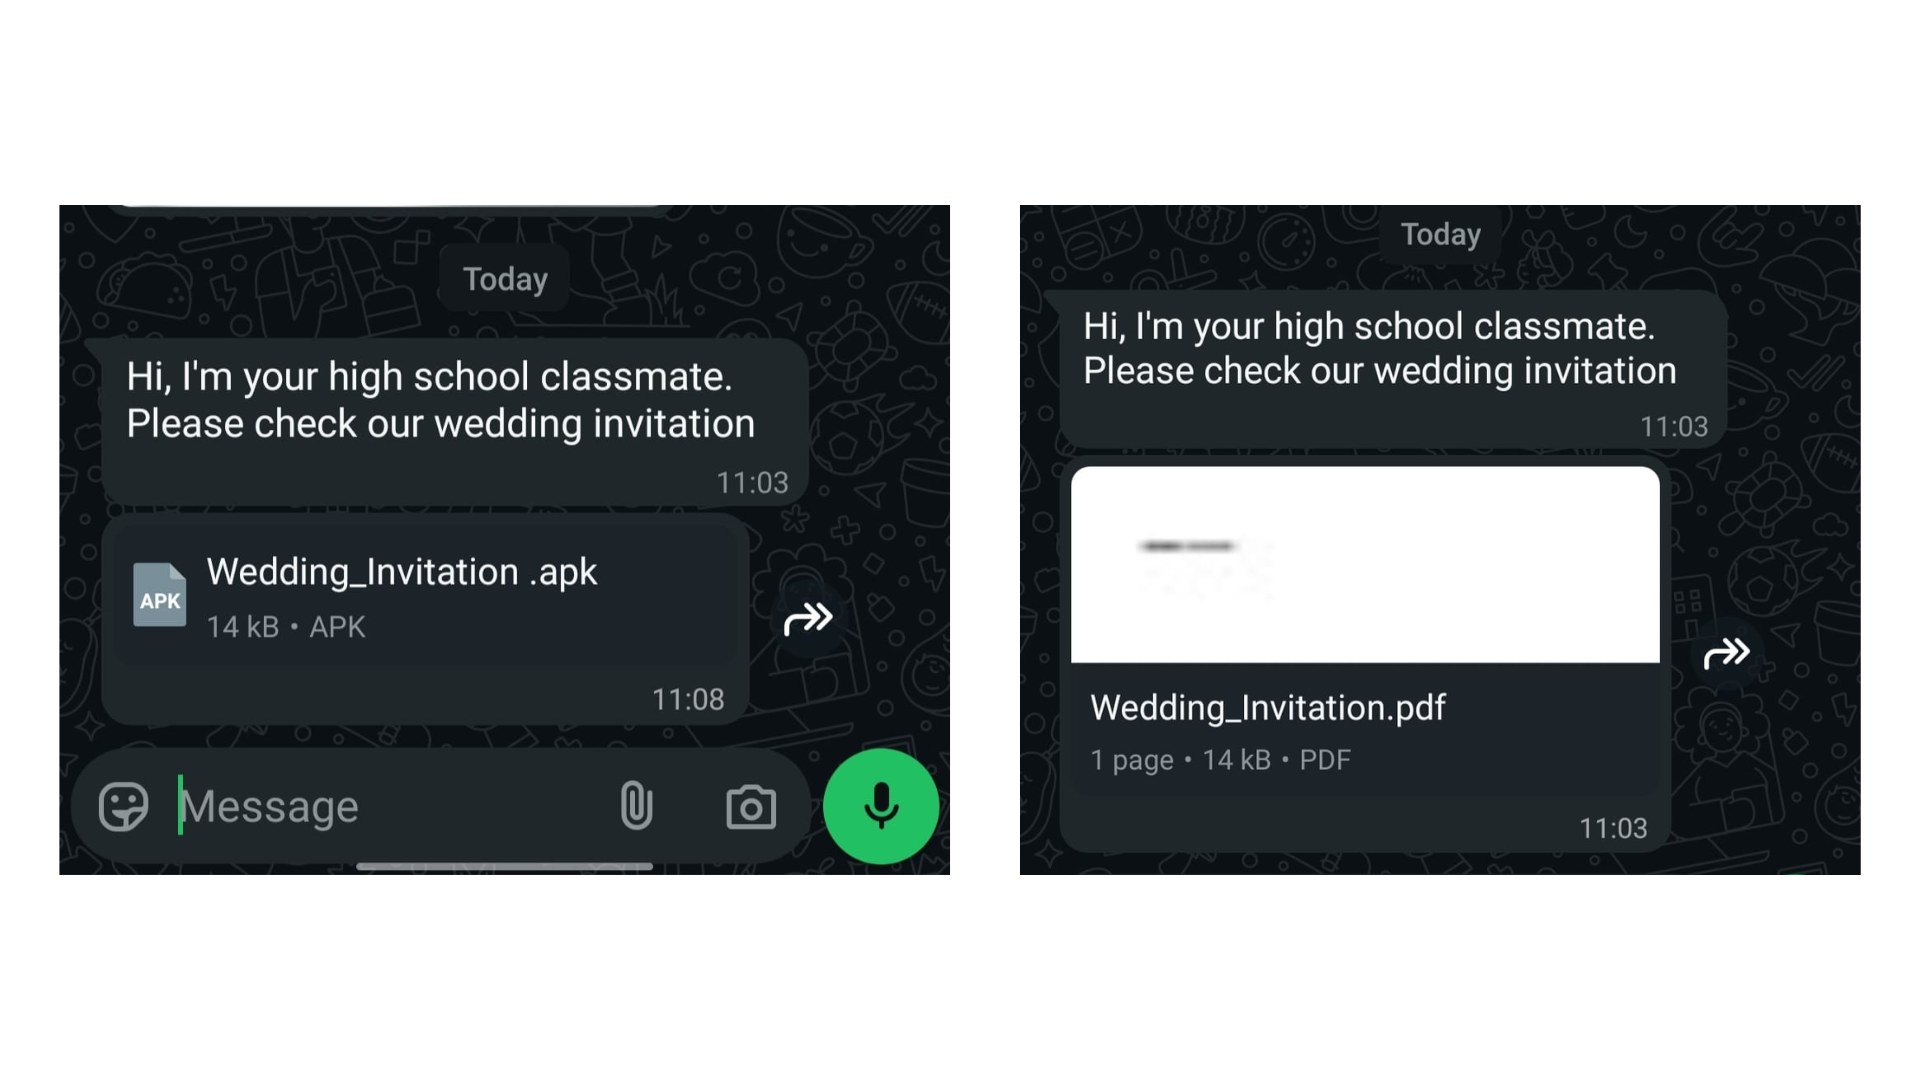 Today
Hi, I'm your high school classmate.
Please check our wedding invitation
11:03
APK
Wedding_Invitation .apk
14 kB • APK
11:08
Message
Today
Hi, I'm your high school classmate.
Please check our wedding invitation
11:03
Wedding_Invitation.pdf
1 page • 14 kB • PDF
11:03